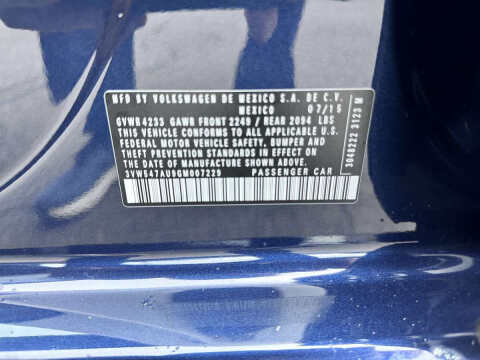 MFD BY VOLKSWAGEN DE MEXICO S.A. DE C.V.
MEXICO 07/15
GVWR 4233 GAWR FRONT 2249 / REAR 2094 LBS
THIS VEHICLE CONFORMS TO ALL APPLICABLE U.S.
FEDERAL MOTOR VEHICLE SAFETY, BUMPER AND
THEFT PREVENTION STANDARDS IN EFFECT ON
THE DATE OF MANUFACTURE SHOWN ABOVE.
3VW547AU9GM007229 PASSENGER CAR
3G68222 3123 M